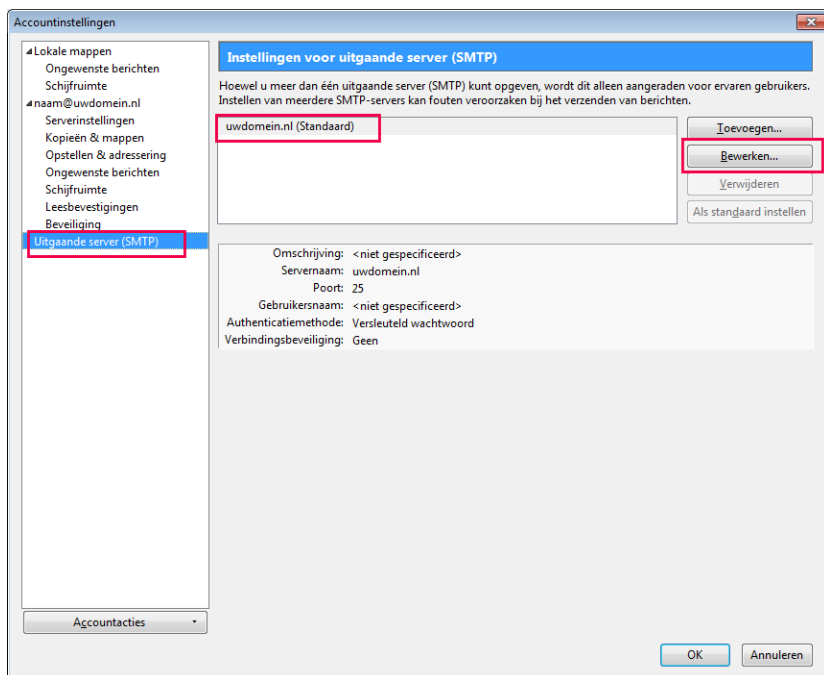 Accountinstellingen
Lokale mappen
Ongewenste berichten
Schijfruimte
naam@uwdomein.nl
Serverinstellingen
Kopieën & mappen
Opstellen & adressering
Ongewenste berichten
Schijfruimte
Leesbevestigingen
Beveiliging
Uitgaande server (SMTP)
Accountacties
Instellingen voor uitgaande server (SMTP)
Hoewel u meer dan één uitgaande server (SMTP) kunt opgeven, wordt dit alleen aangeraden voor ervaren gebruikers.
Instellen van meerdere SMTP-servers kan fouten veroorzaken bij het verzenden van berichten.
uwdomein.nl (Standaard)
Toevoegen...
Bewerken...
Verwijderen
Als standaard instellen
Omschrijving: <niet gespecificeerd>
Servernaam: uwdomein.nl
Poort: 25
Gebruikersnaam: <niet gespecificeerd>
Authenticatiemethode: Versleuteld wachtwoord
Verbindingsbeveiliging: Geen
OK
Annuleren